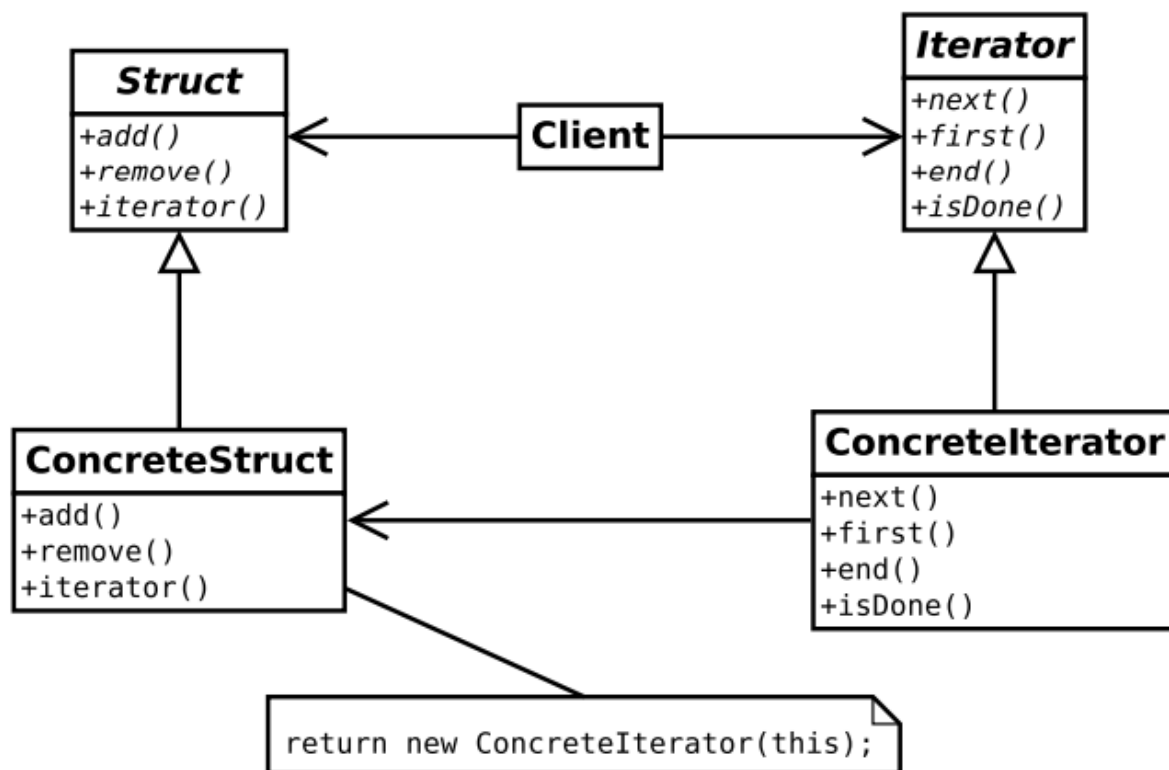 Struct
+add()
+remove()
+iterator()
Client
Iterator
+next()
+first()
+end()
+isDone()
ConcreteStruct
+add()
+remove()
+iterator()
ConcreteIterator
+next()
+first()
+end()
+isDone()
return new ConcreteIterator(this);